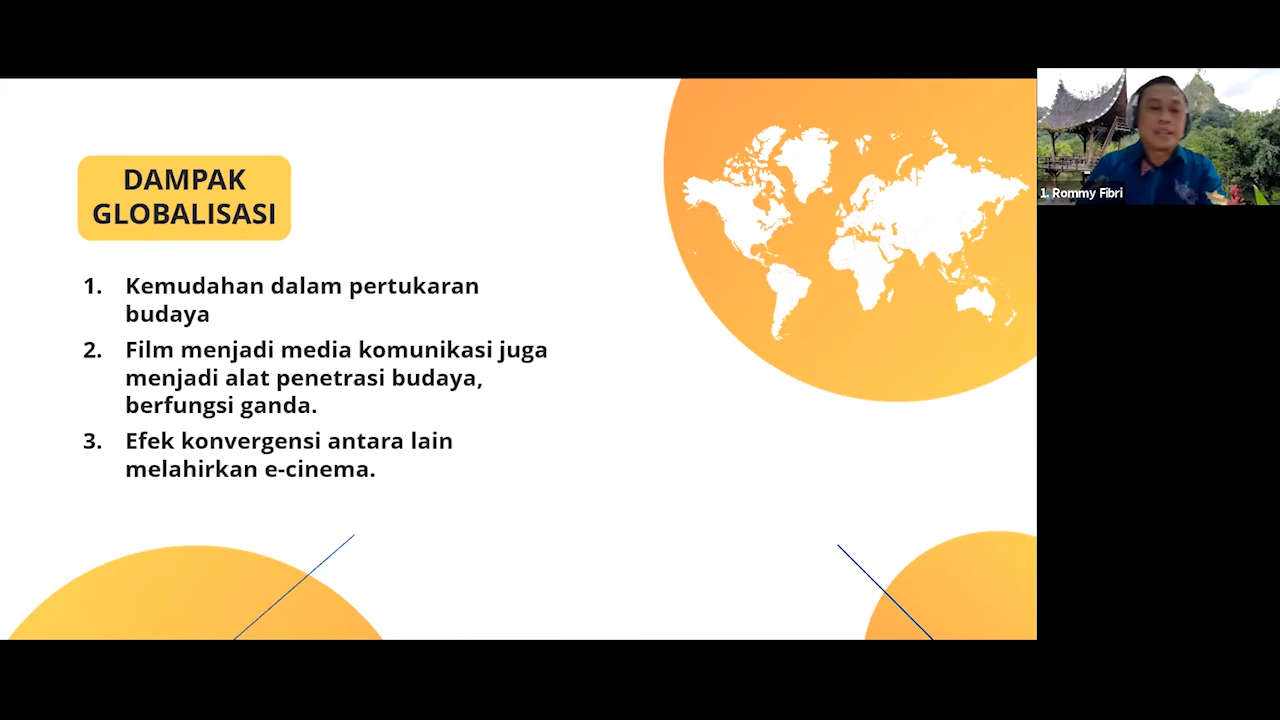 DAMPAK
GLOBALISASI
1. Kemudahan dalam pertukaran
budaya
2. Film menjadi media komunikasi juga
menjadi alat penetrasi budaya,
berfungsi ganda.
3. Efek konvergensi antara lain
melahirkan e-cinema.
1. Rommy Fibri